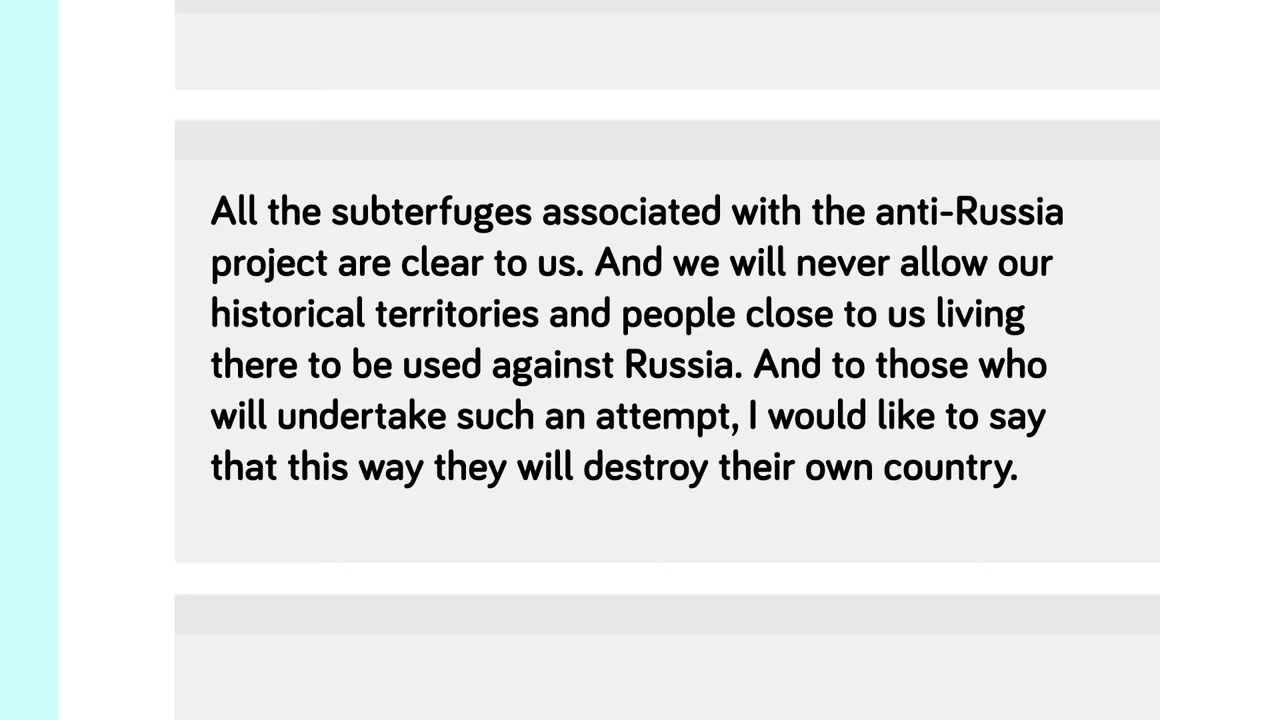 All the subterfuges associated with the anti-Russia
project are clear to us. And we will never allow our
historical territories and people close to us living
there to be used against Russia. And to those who
will undertake such an attempt, I would like to say
that this way they will destroy their own country.